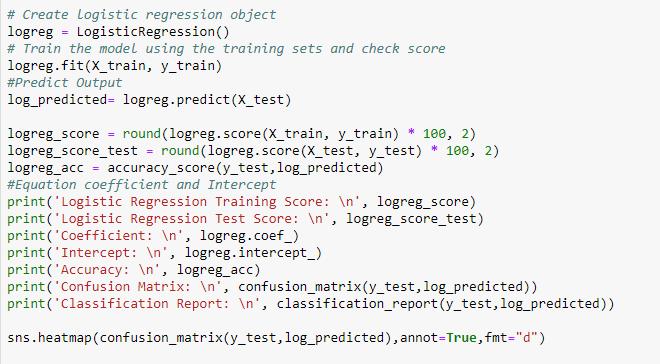 # Create logistic regression object
logreg = LogisticRegression()
# Train the model using the training sets and check score
logreg.fit(X_train, y_train)
#Predict Output
log_predicted= logreg.predict(X_test)

logreg_score = round(logreg.score(X_train, y_train) * 100, 2)
logreg_score_test = round(logreg.score(X_test, y_test) * 100, 2)
logreg_acc = accuracy_score(y_test,log_predicted)
#Equation coefficient and Intercept
print('Logistic Regression Training Score: \n', logreg_score)
print('Logistic Regression Test Score: \n', logreg_score_test)
print('Coefficient: \n', logreg.coef_)
print('Intercept: \n', logreg.intercept_)
print('Accuracy: \n', logreg_acc)
print('Confusion Matrix: \n', confusion_matrix(y_test,log_predicted))
print('Classification Report: \n', classification_report(y_test,log_predicted))

sns.heatmap(confusion_matrix(y_test,log_predicted),annot=True,fmt="d")